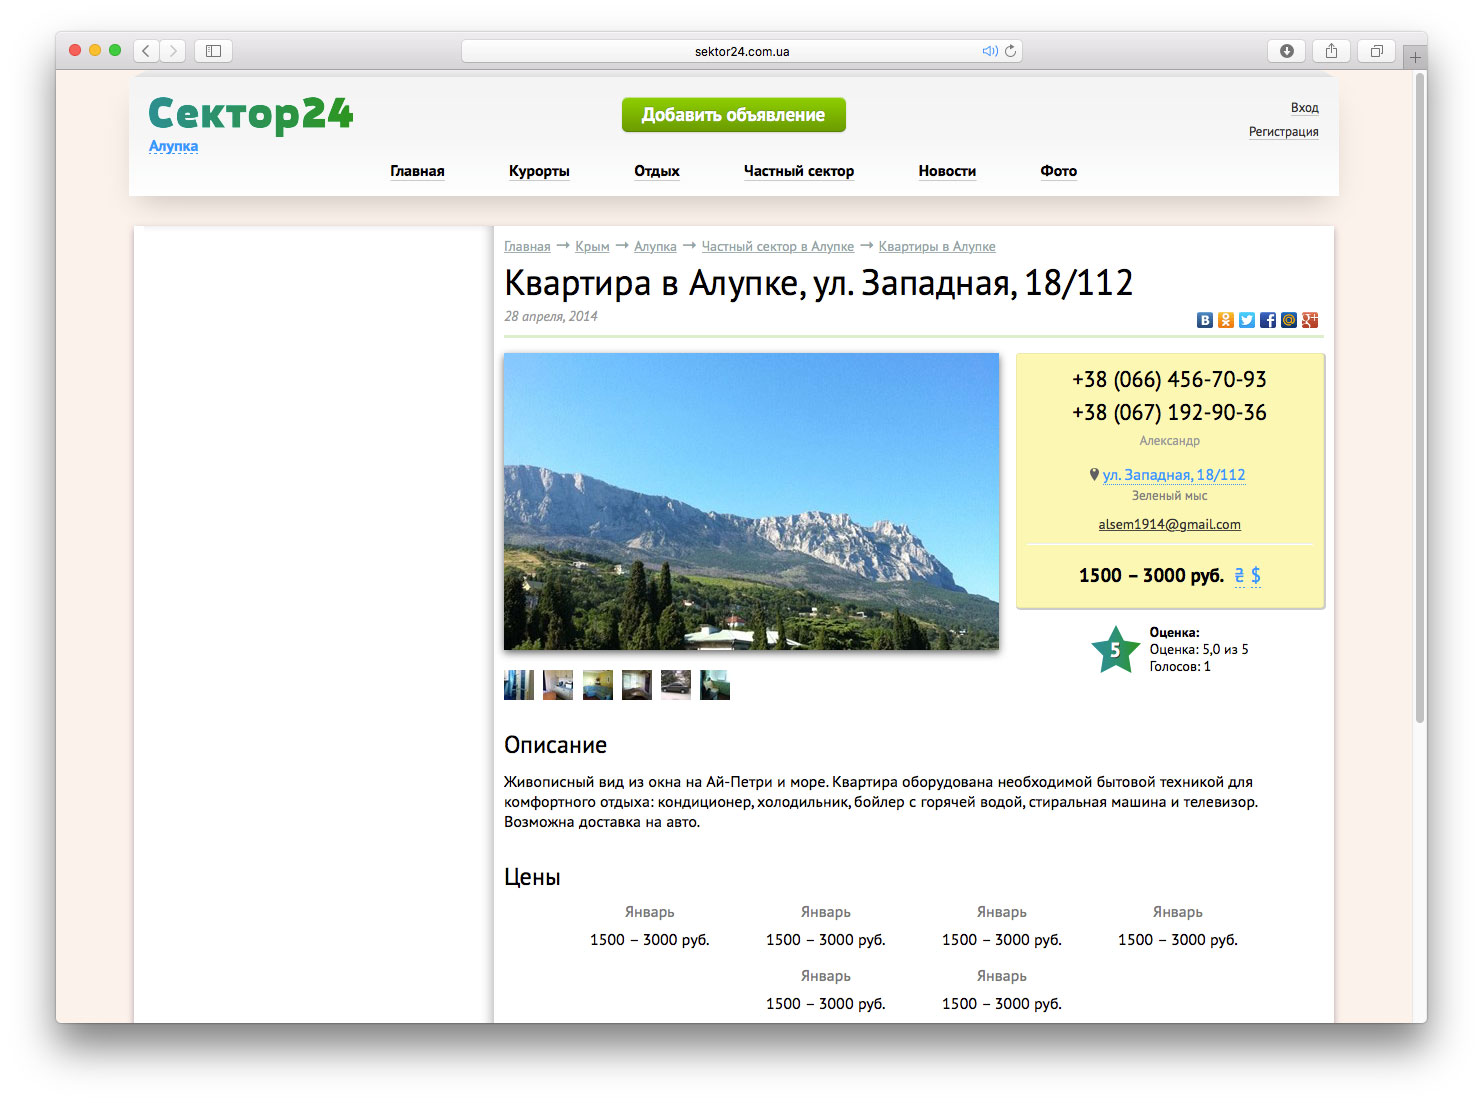 sektor24.com.ua
Сектор24
Алупка
Добавить объявление
Вход
Регистрация
Главная Курорты Отдых Частный сектор Новости Фото
Главная → Крым → Алупка → Частный сектор в Алупке → Квартиры в Алупке
Квартира в Алупке, ул. Западная, 18/112
28 апреля, 2014
+38 (066) 456-70-93
+38 (067) 192-90-36
Александр
ул. Западная, 18/112
Зеленый мыс
alsem1914@gmail.com
1500 – 3000 руб. ₴ $
5
Оценка:
Оценка: 5,0 из 5
Голосов: 1
Описание
Живописный вид из окна на Ай-Петри и море. Квартира оборудована необходимой бытовой техникой для
комфортного отдыха: кондиционер, холодильник, бойлер с горячей водой, стиральная машина и телевизор.
Возможна доставка на авто.
Цены
Январь Январь Январь Январь
1500 – 3000 руб. 1500 – 3000 руб. 1500 – 3000 руб. 1500 – 3000 руб.
Январь Январь
1500 – 3000 руб. 1500 – 3000 руб.